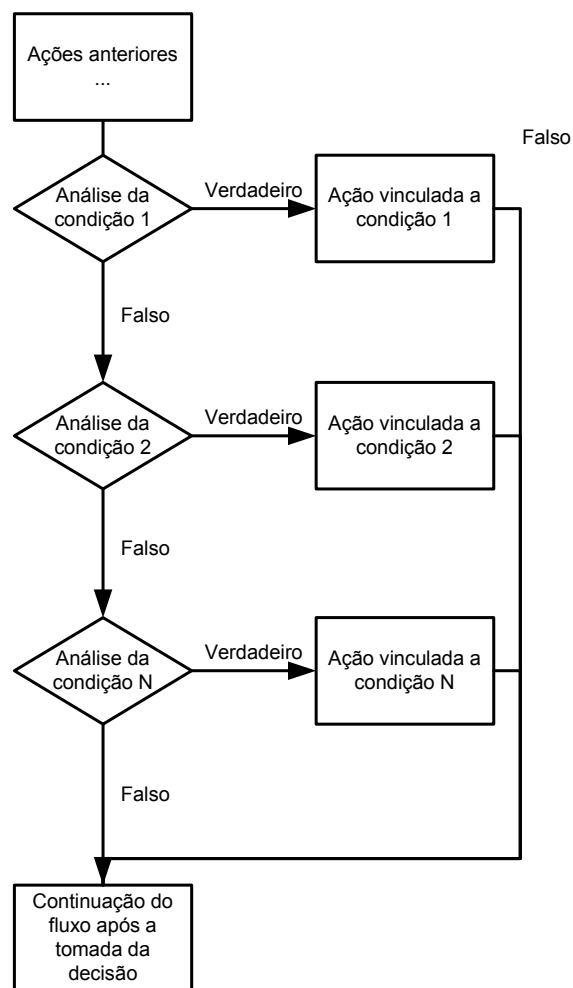 Ações anteriores
...
Falso
Análise da
condição 1
Verdadeiro
Ação vinculada a
condição 1
Falso
Análise da
condição 2
Verdadeiro
Ação vinculada a
condição 2
Falso
Análise da
condição N
Verdadeiro
Ação vinculada a
condição N
Falso
Continuação do
fluxo após a
tomada da
decisão